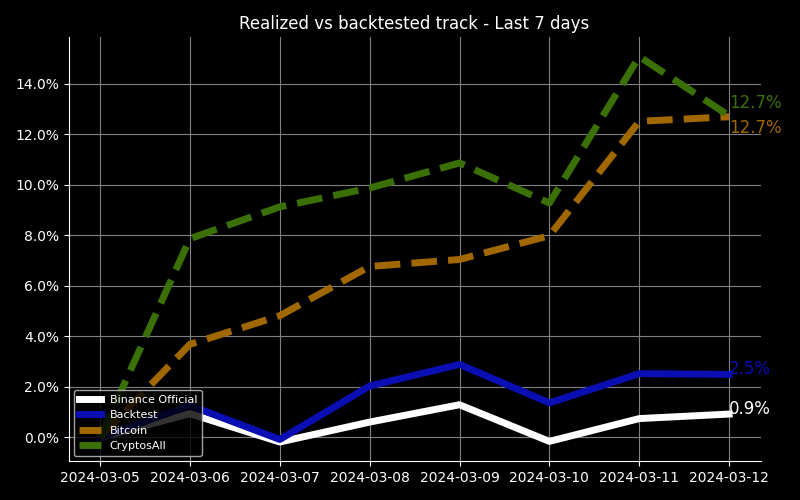 Realized vs backtested track - Last 7 days
14.0%
12.0%
10.0%
8.0%
6.0%
4.0%
2.0%
0.0%
12.7%
12.7%
2.5%
0.9%
Binance Official
Backtest
Bitcoin
CryptosAll
2024-03-05 2024-03-06 2024-03-07 2024-03-08 2024-03-09 2024-03-10 2024-03-11 2024-03-12